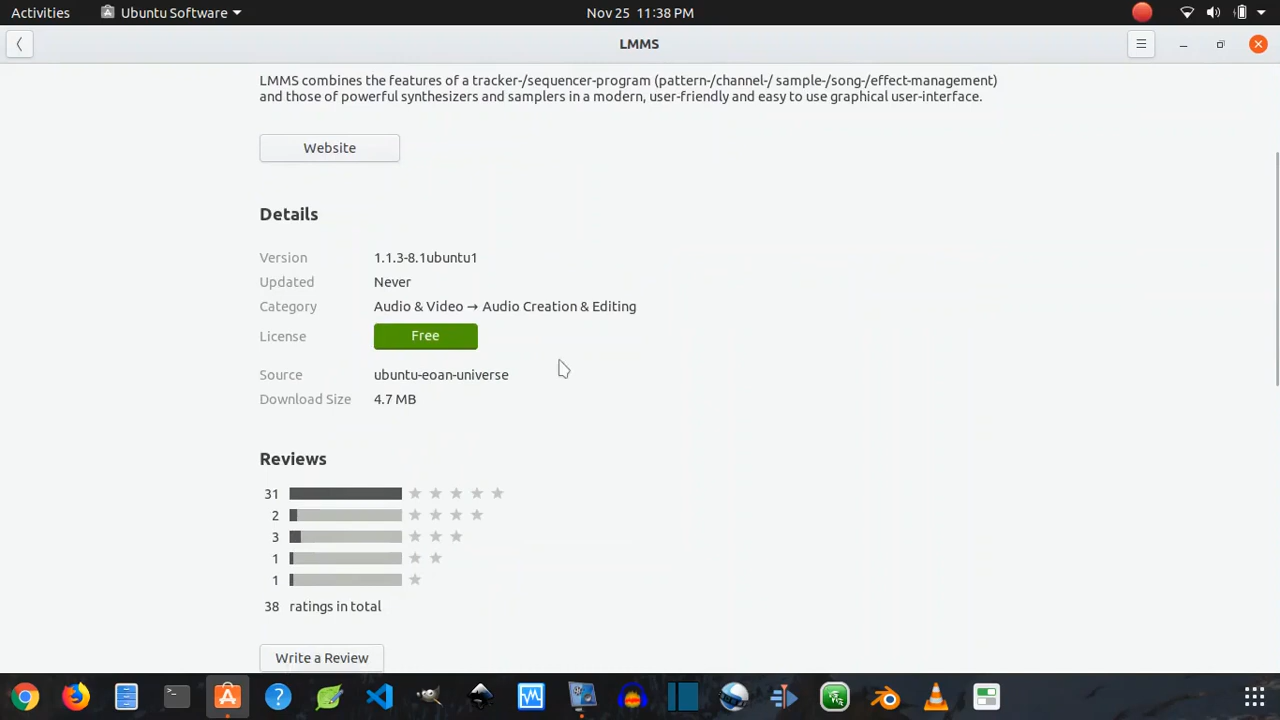 Activities
Ubuntu Software
Nov 25 11:38 PM
LMMS
LMMS combines the features of a tracker-/sequencer-program (pattern-/channel-/ sample-/song-/effect-management)
and those of powerful synthesizers and samplers in a modern, user-friendly and easy to use graphical user-interface.
Website
Details
Version 1.1.3-8.1ubuntu1
Updated Never
Category Audio & Video → Audio Creation & Editing
License Free
Source ubuntu-eoan-universe
Download Size 4.7 MB
Reviews
31
2
3
1
1
38 ratings in total
Write a Review